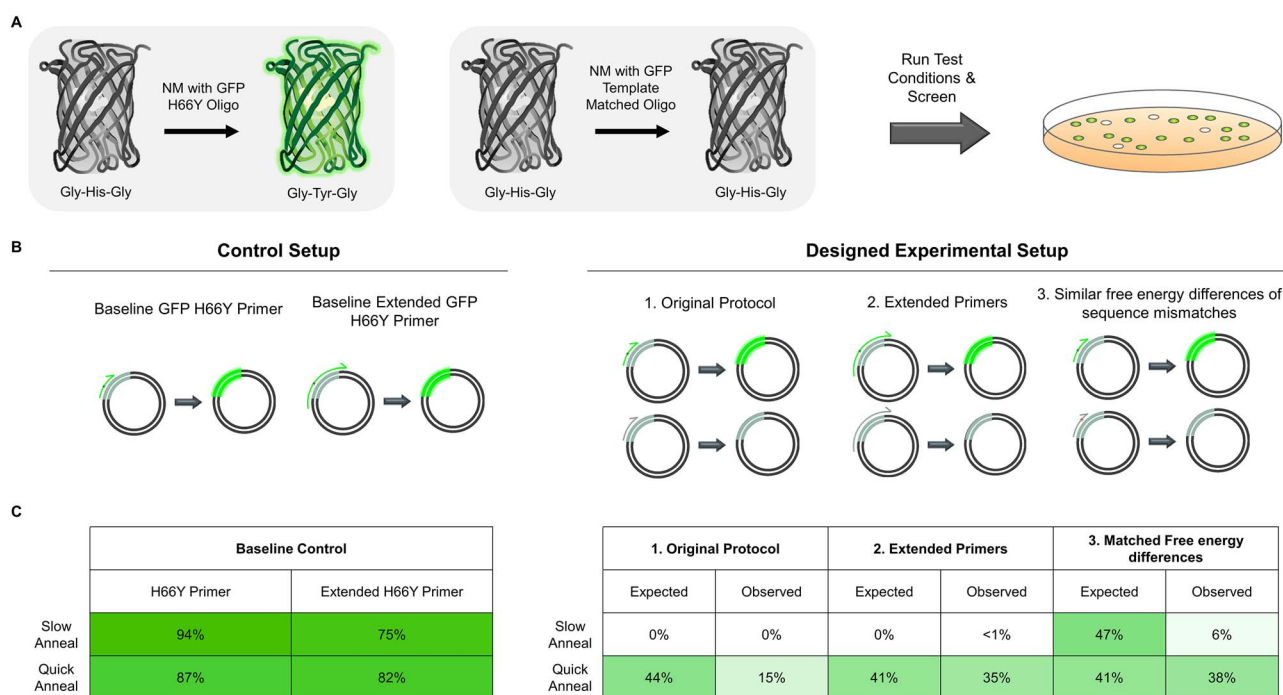 A
NM with GFP
H66Y Oligo
Gly-His-Gly
Gly-Tyr-Gly
NM with GFP
Template
Matched Oligo
Gly-His-Gly
Gly-His-Gly
Run Test
Conditions &
Screen
B
Control Setup
Baseline GFP H66Y Primer
Baseline Extended GFP
H66Y Primer
Designed Experimental Setup
1. Original Protocol
2. Extended Primers
3. Similar free energy differences of
sequence mismatches
C
Baseline Control
H66Y Primer Extended H66Y Primer
Slow
Anneal
94% 75%
Quick
Anneal
87% 82%
1. Original Protocol 2. Extended Primers 3. Matched Free energy
differences
Expected Observed Expected Observed Expected Observed
Slow
Anneal
0% 0% 0% <1% 47% 6%
Quick
Anneal
44% 15% 41% 35% 41% 38%